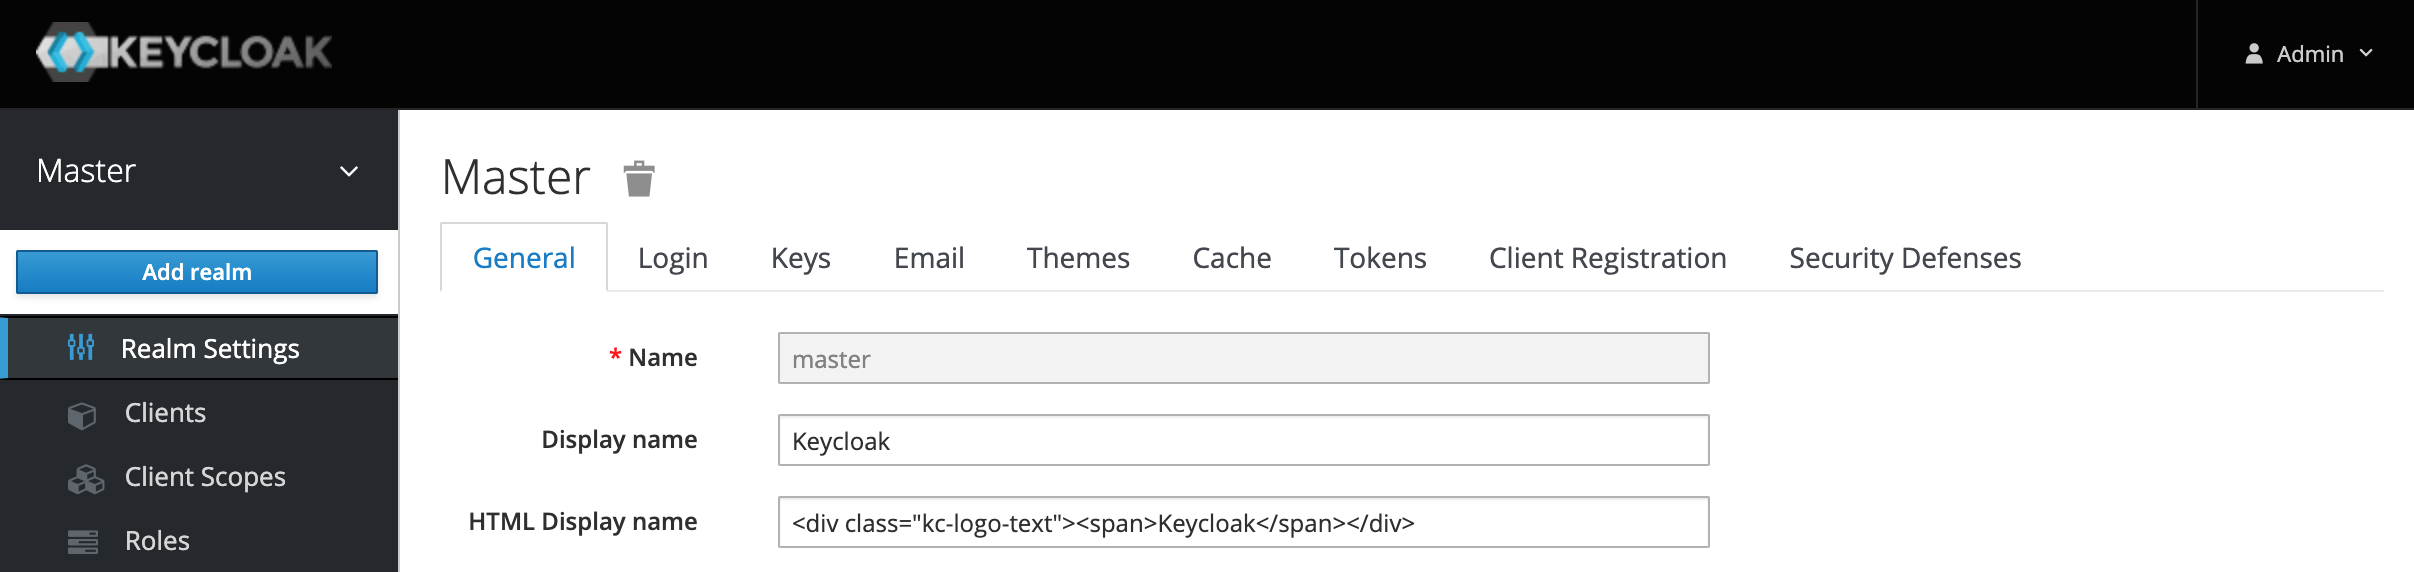 KEYCLOAK
Admin
Master
Add realm
Realm Settings
Clients
Client Scopes
Roles
Master
General Login Keys Email Themes Cache Tokens Client Registration Security Defenses
* Name master
Display name Keycloak
HTML Display name <div class="kc-logo-text"><span>Keycloak</span></div>